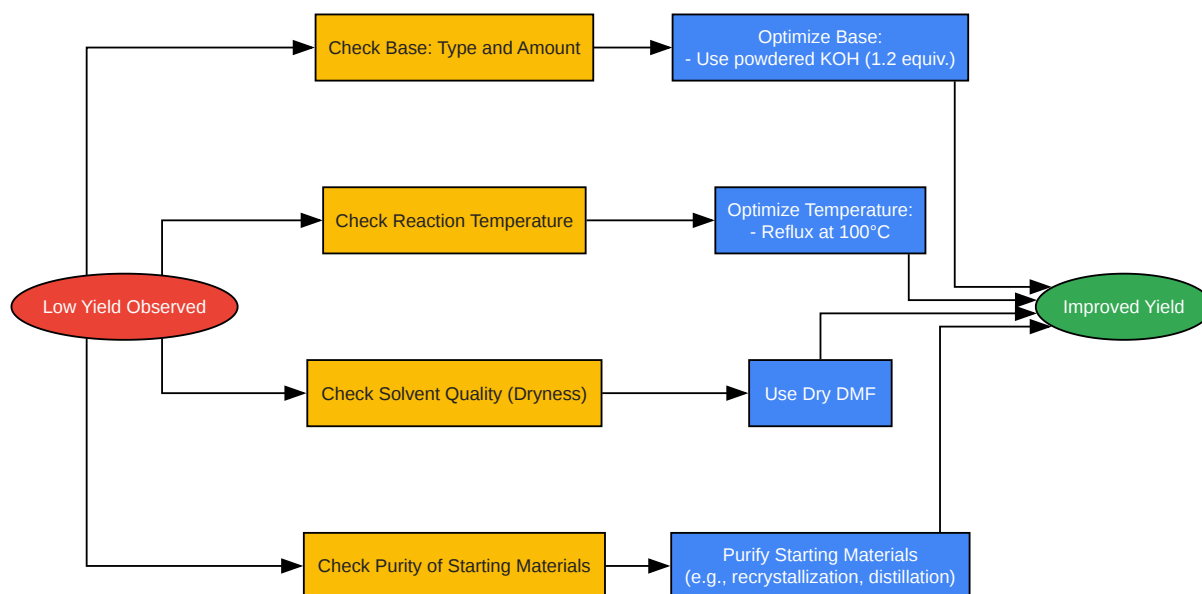 Check Base: Type and Amount
Optimize Base:
- Use powdered KOH (1.2 equiv.)
Check Reaction Temperature
Optimize Temperature:
- Reflux at 100°C
Low Yield Observed
Improved Yield
Check Solvent Quality (Dryness)
Use Dry DMF
Check Purity of Starting Materials
Purify Starting Materials
(e.g., recrystallization, distillation)